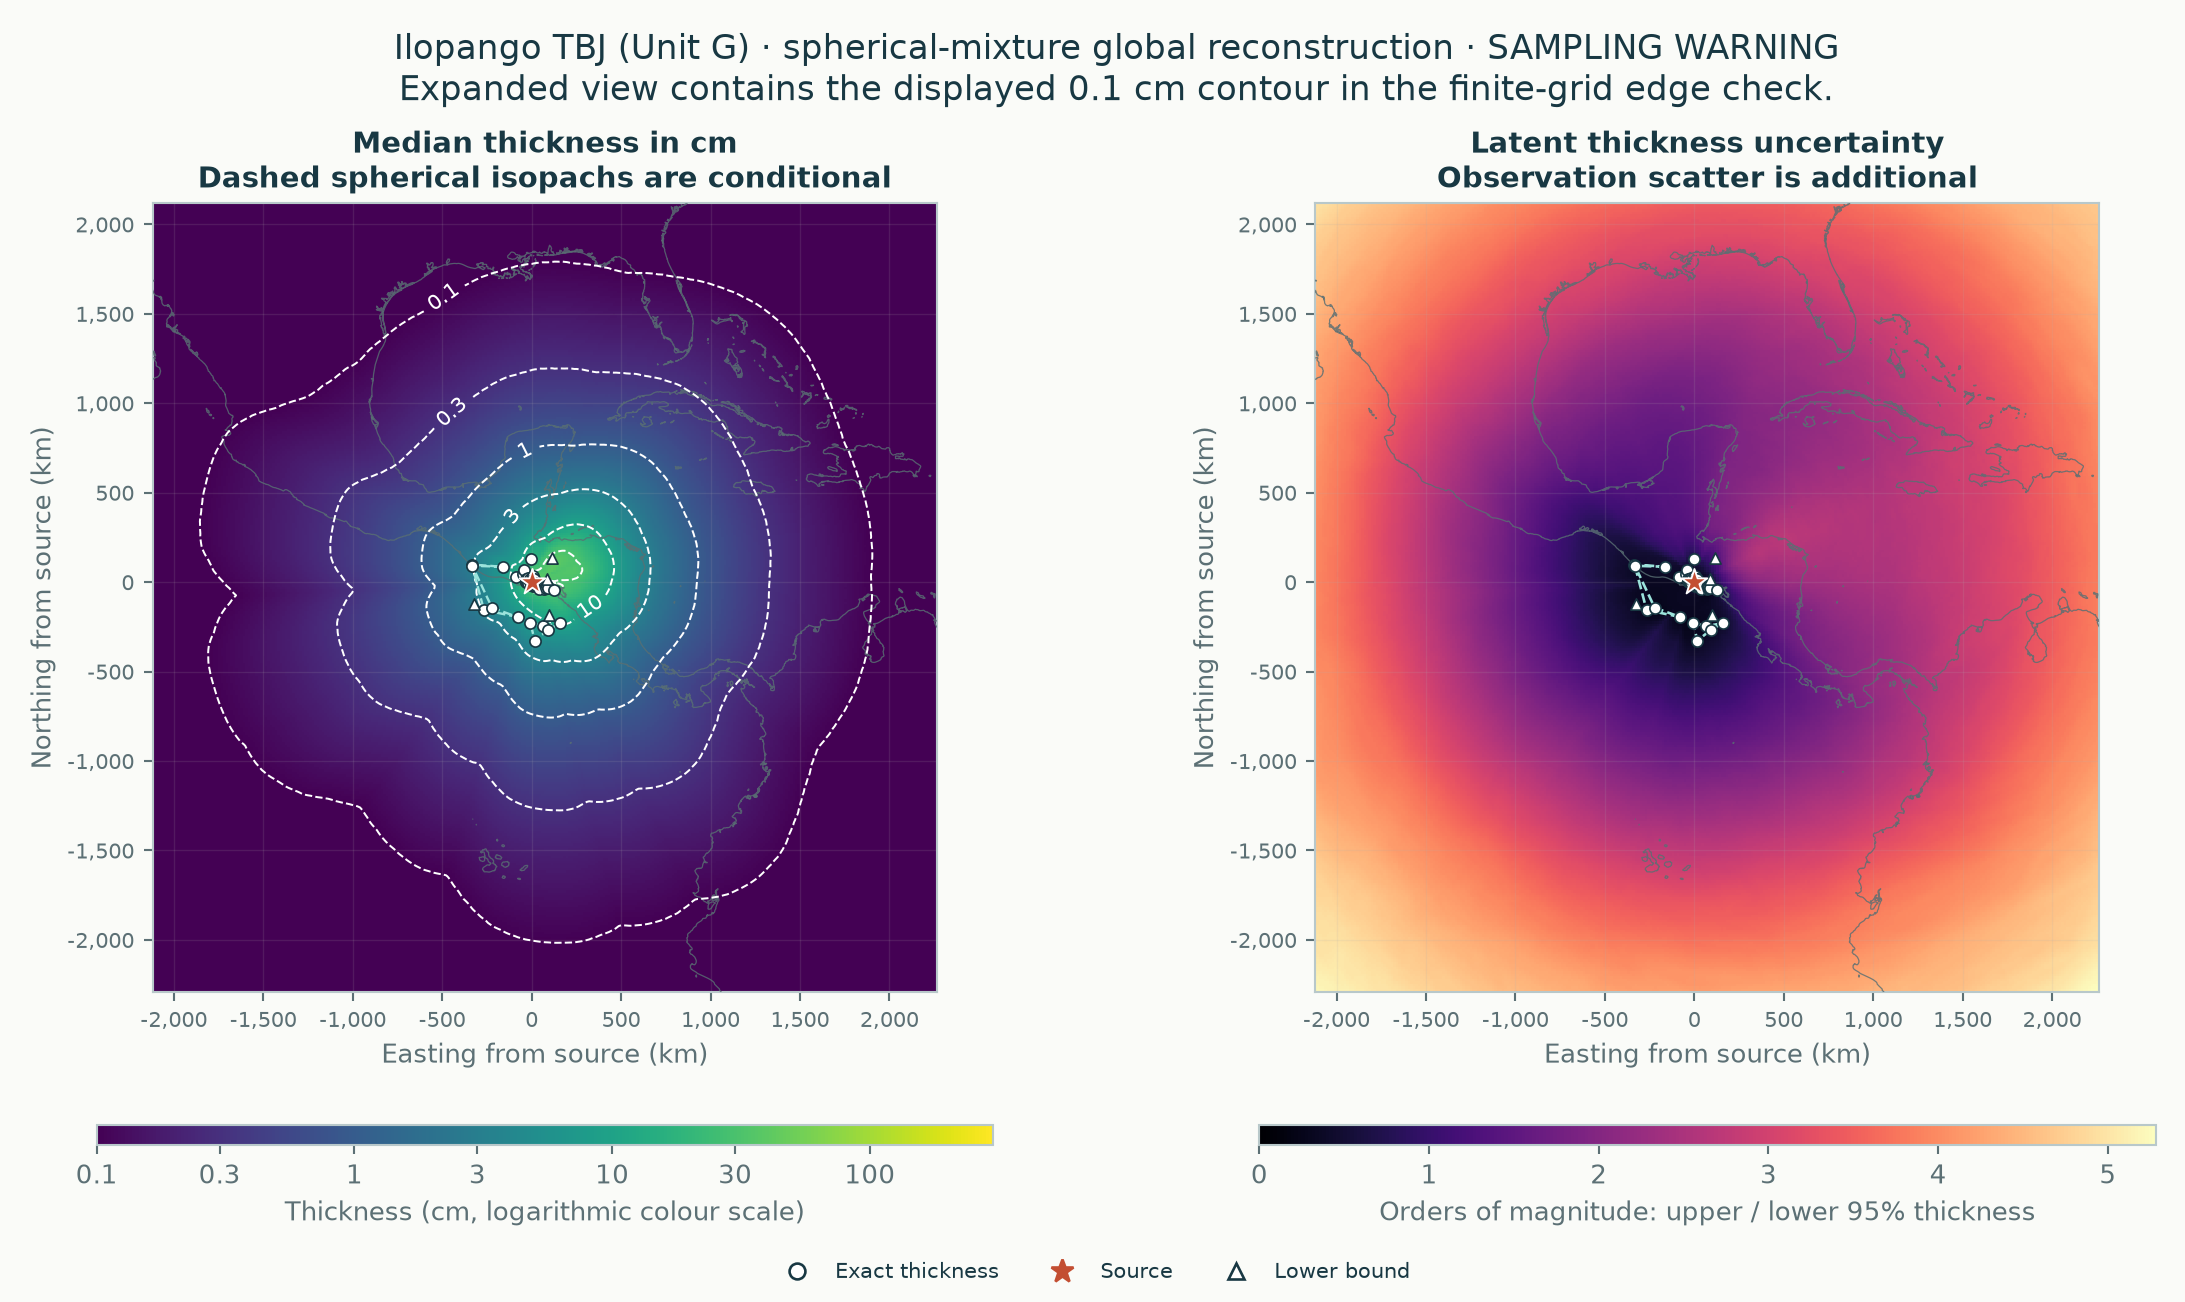 Ilopango TBJ (Unit G) · spherical-mixture global reconstruction · SAMPLING WARNING
Expanded view contains the displayed 0.1 cm contour in the finite-grid edge check.
Median thickness in cm
Dashed spherical isopachs are conditional
2,000
1,500
1,000
500
0
-500
-1,000
-1,500
-2,000
Northing from source (km)
0.1
0.3
1
3
10
-2,000 -1,500 -1,000 -500 0 500 1,000 1,500 2,000
Easting from source (km)
0.1 0.3 1 3 10 30 100
Thickness (cm, logarithmic colour scale)
Latent thickness uncertainty
Observation scatter is additional
2,000
1,500
1,000
500
0
-500
-1,000
-1,500
-2,000
Northing from source (km)
-2,000 -1,500 -1,000 -500 0 500 1,000 1,500 2,000
Easting from source (km)
0 1 2 3 4 5
Orders of magnitude: upper / lower 95% thickness
Exact thickness Source Lower bound